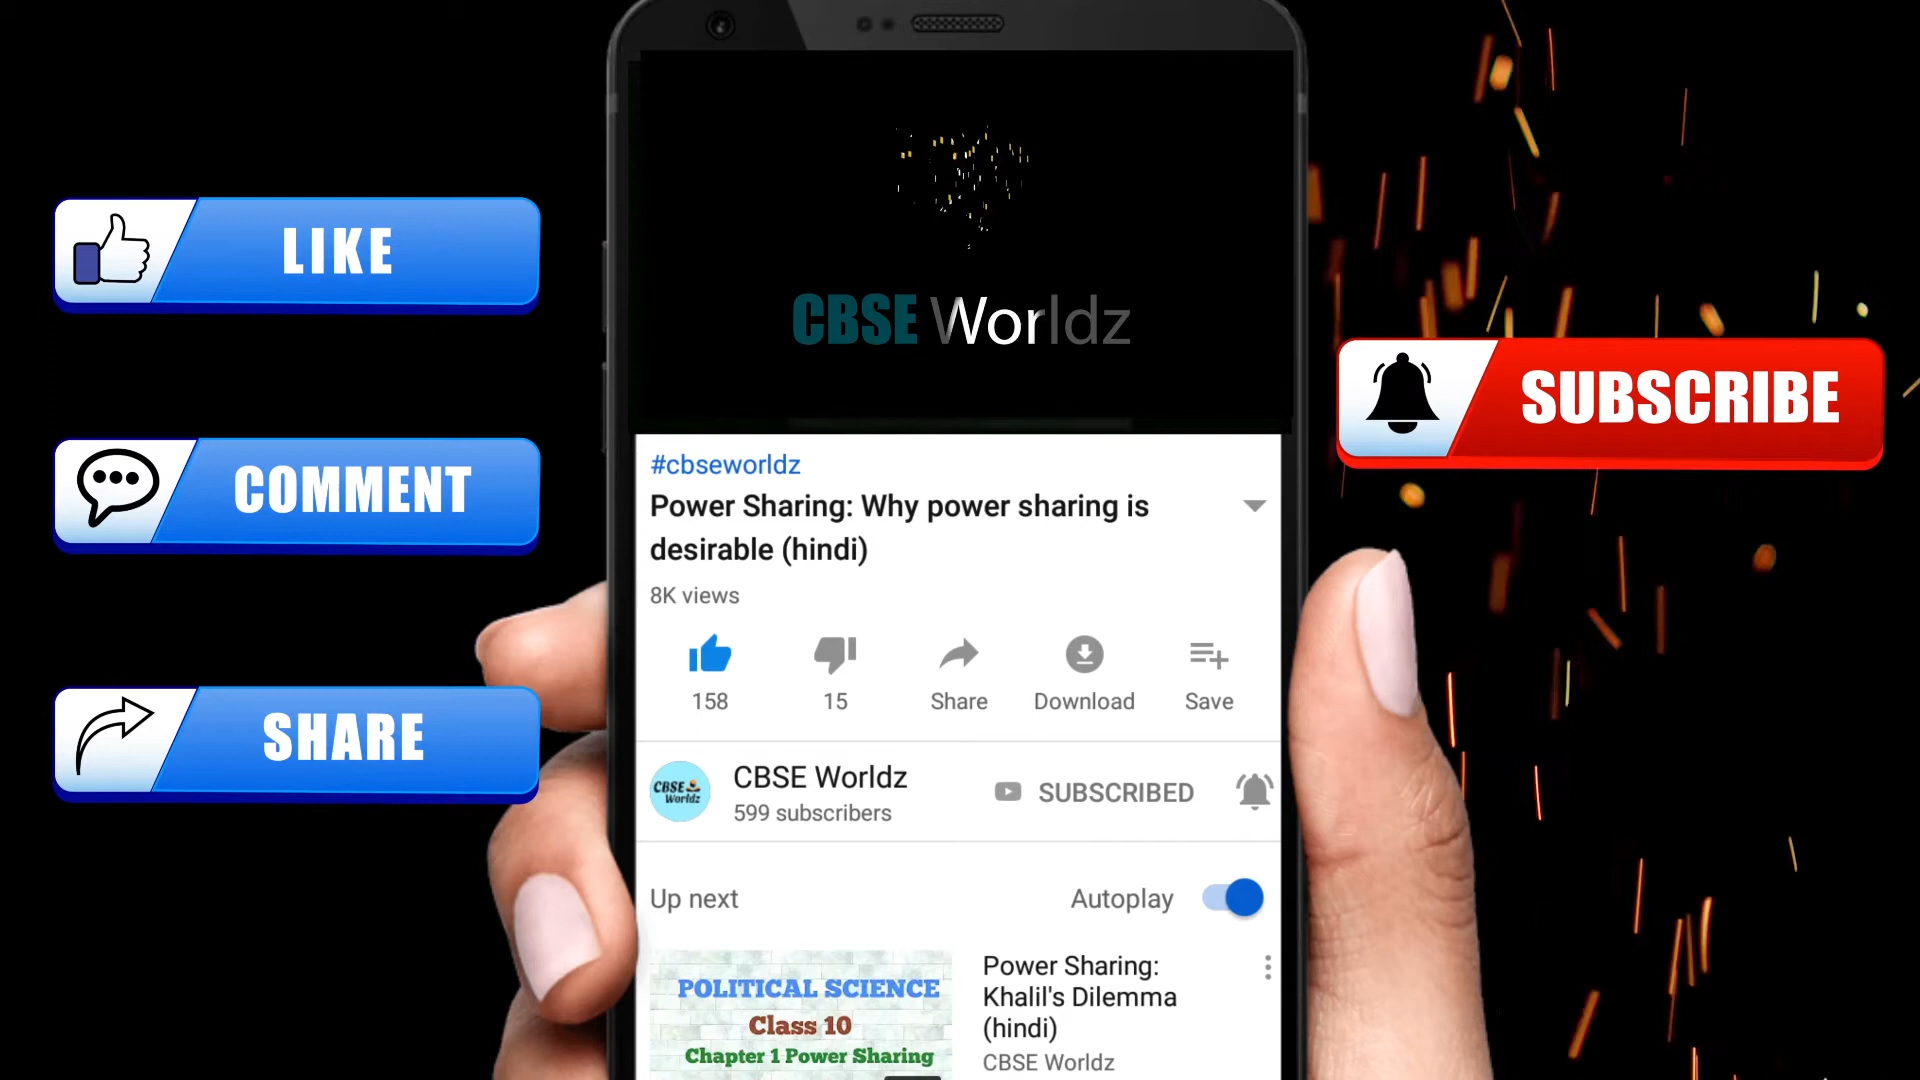 LIKE
COMMENT
SHARE
CBSE Worldz
#cbseworldz
Power Sharing: Why power sharing is
desirable (hindi)
8K views
158
15
Share
Download
Save
CBSE Worldz
CBSE Worldz
599 subscribers
SUBSCRIBED
Up next
Autoplay
POLITICAL SCIENCE
Class 10
Chapter 1 Power Sharing
Power Sharing:
Khalil's Dilemma
(hindi)
CBSE Worldz
SUBSCRIBE